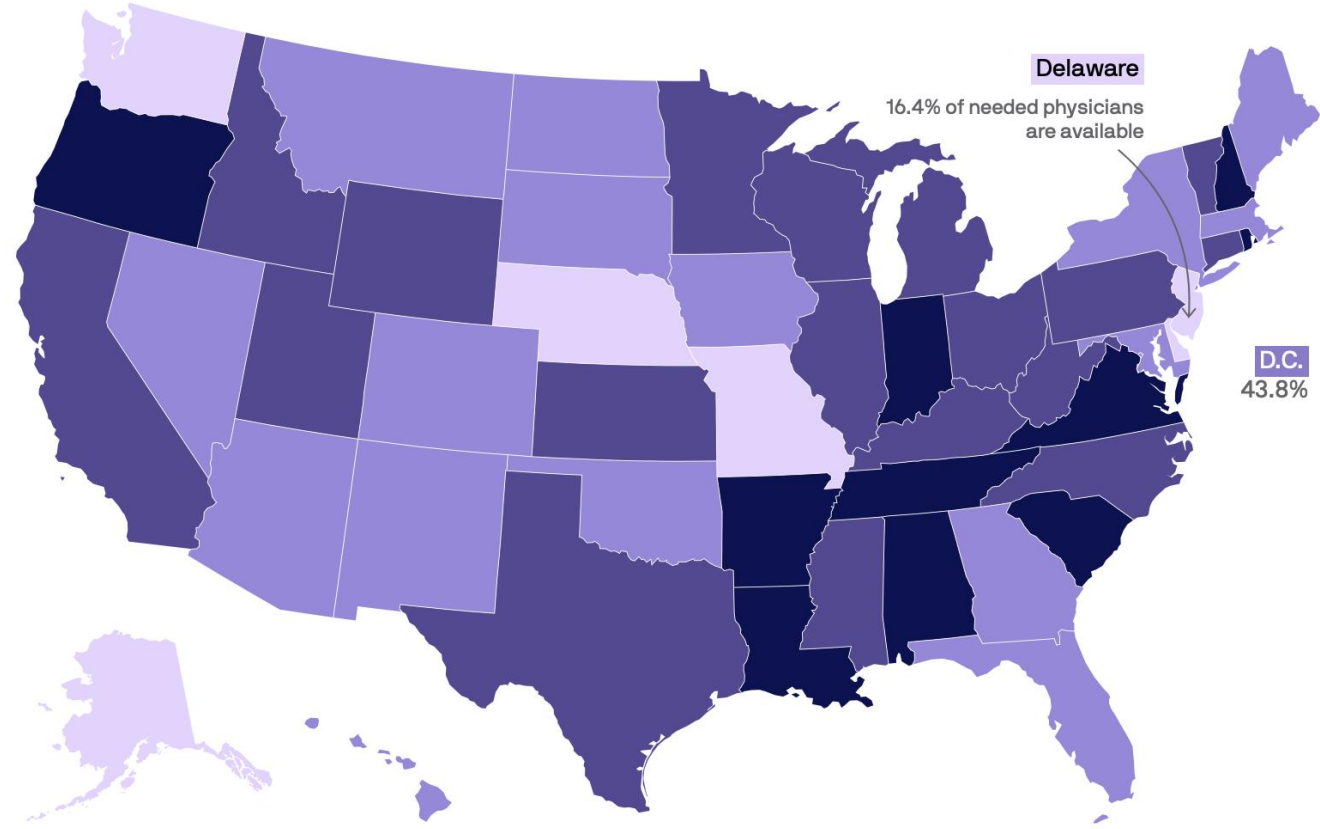 Delaware
16.4% of needed physicians
are available
D.C.
43.8%